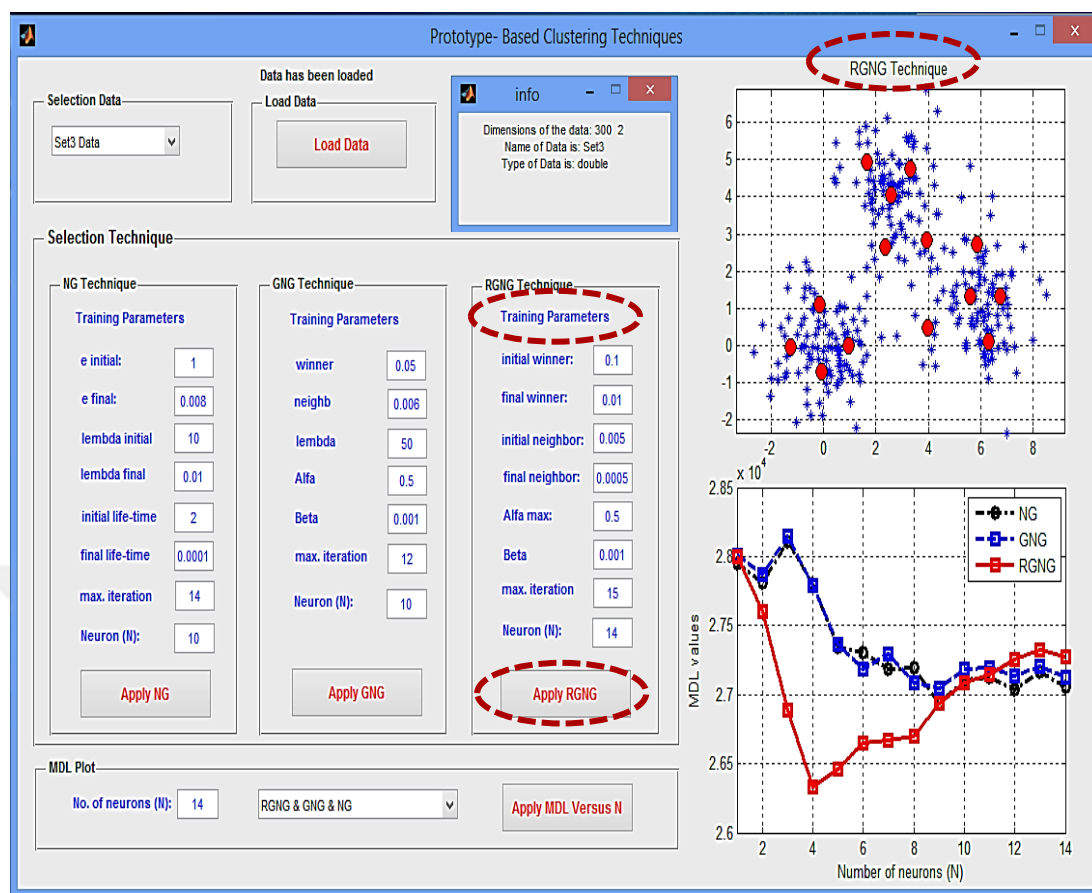 Prototype- Based Clustering Techniques
Data has been loaded
Selection Data
Set3 Data
Load Data
Load Data
info
Dimensions of the data: 300 2
Name of Data is: Set3
Type of Data is: double
Selection Technique
NG Technique
Training Parameters
e initial: 1
e final: 0.008
lembda initial 10
lembda final 0.01
initial life-time 2
final life-time 0.0001
max. iteration 14
Neuron (N): 10
Apply NG
GNG Technique
Training Parameters
winner 0.05
neighb 0.006
lembda 50
Alfa 0.5
Beta 0.001
max. iteration 12
Neuron (N): 10
Apply GNG
RGNG Technique
Training Parameters
initial winner: 0.1
final winner: 0.01
initial neighbor: 0.005
final neighbor: 0.0005
Alfa max: 0.5
Beta 0.001
max. iteration 15
Neuron (N): 14
Apply RGNG
MDL Plot
No. of neurons (N): 14
RGNG & GNG & NG
Apply MDL Versus N
RGNG Technique
6
5
4
3
2
1
0
-1
-2
-2 0 2 4 6 8
x 10^4
2.85
2.8
2.75
2.7
2.65
2.6
MDL values
NG
GNG
RGNG
2 4 6 8 10 12 14
Number of neurons (N)